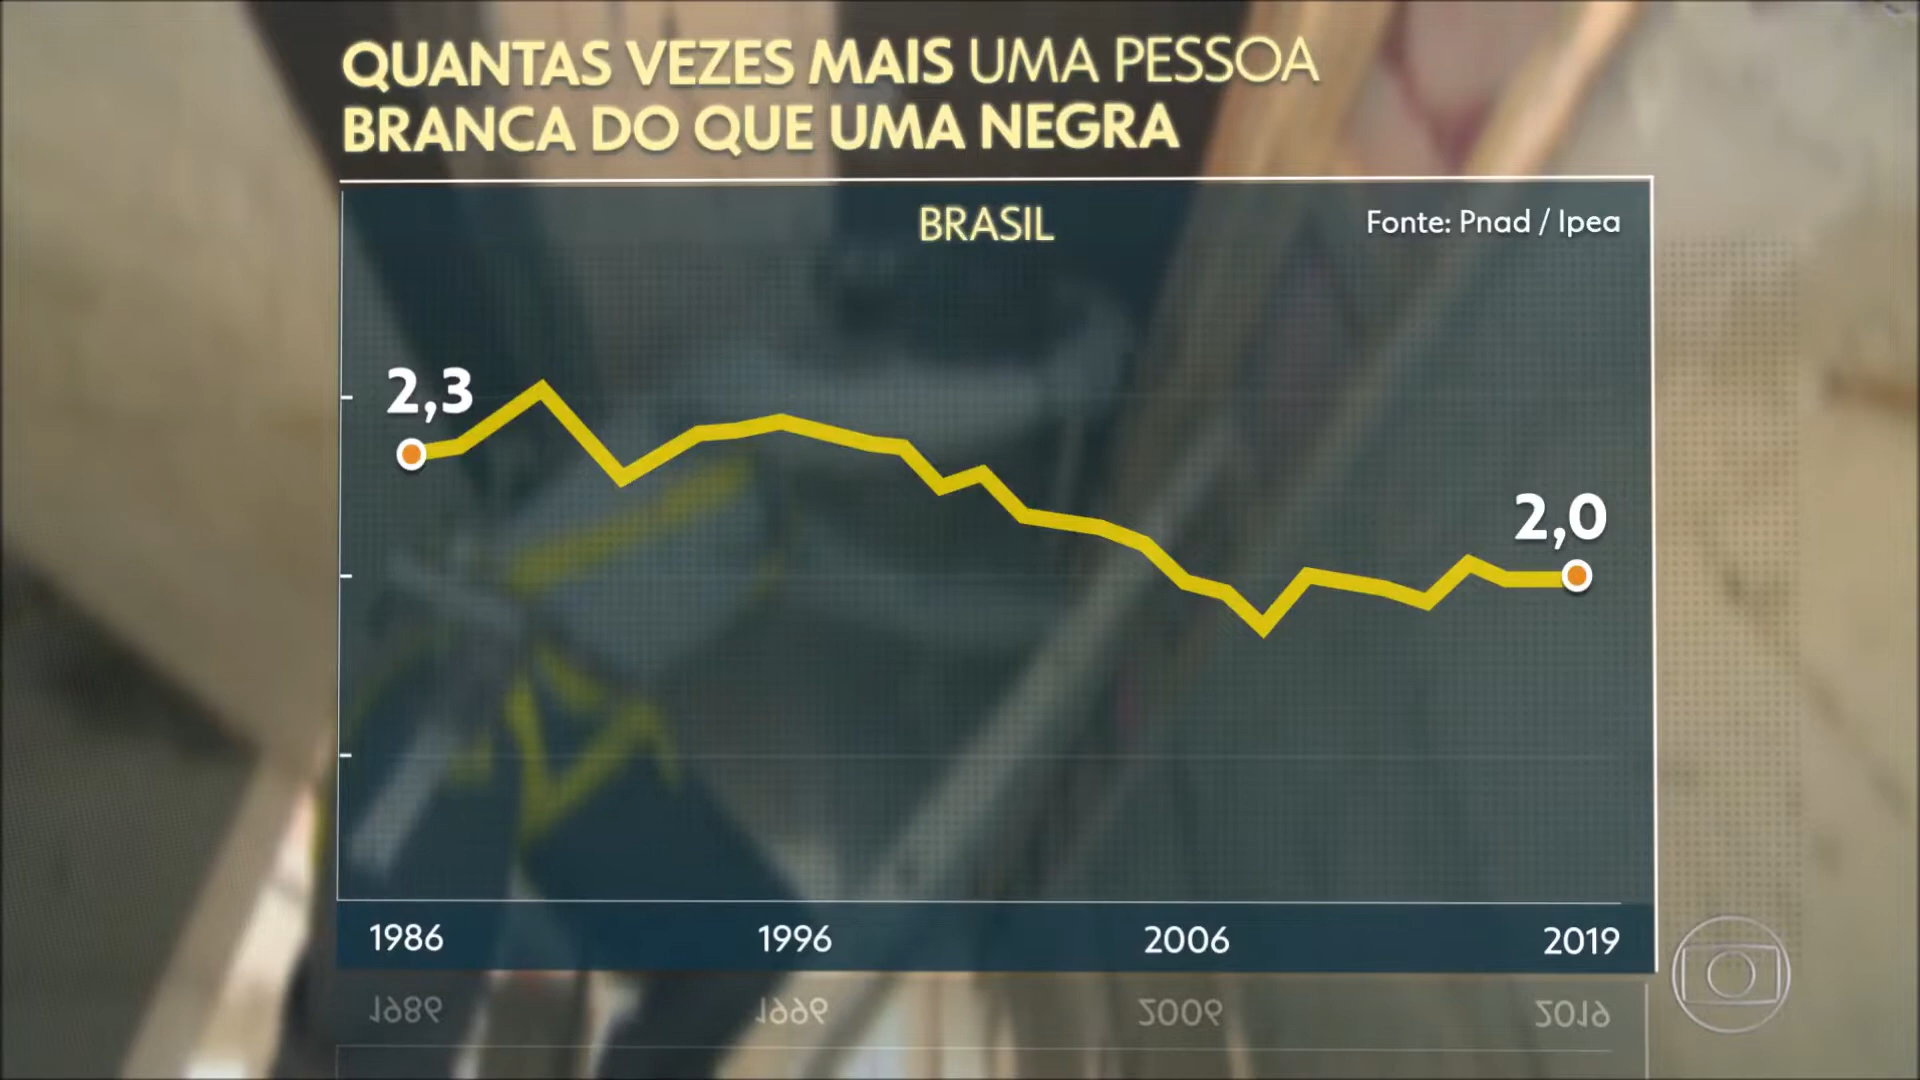 QUANTAS VEZES MAIS UMA PESSOA
BRANCA DO QUE UMA NEGRA
BRASIL
Fonte: Pnad / Ipea
2,3
2,0
1986
1996
2006
2019